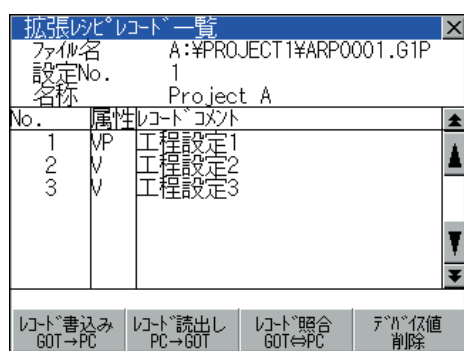 拡張ﾚｼﾋﾟﾚｺｰﾄﾞ一覧 ×
ﾌｧｲﾙ名 A:¥PROJECT1¥ARP00001.G1P
設定No. 1
名称 Project A
No. 属性 ﾚｺｰﾄﾞｺﾒﾝﾄ
1 VP 工程設定1
2 V 工程設定2
3 V 工程設定3
ﾚｺｰﾄﾞ書込み ﾚｺｰﾄﾞ読出し ﾚｺｰﾄﾞ照合 ﾃﾞﾊﾞｲｽ値
GOT→PC PC→GOT GOT⇔PC 削除